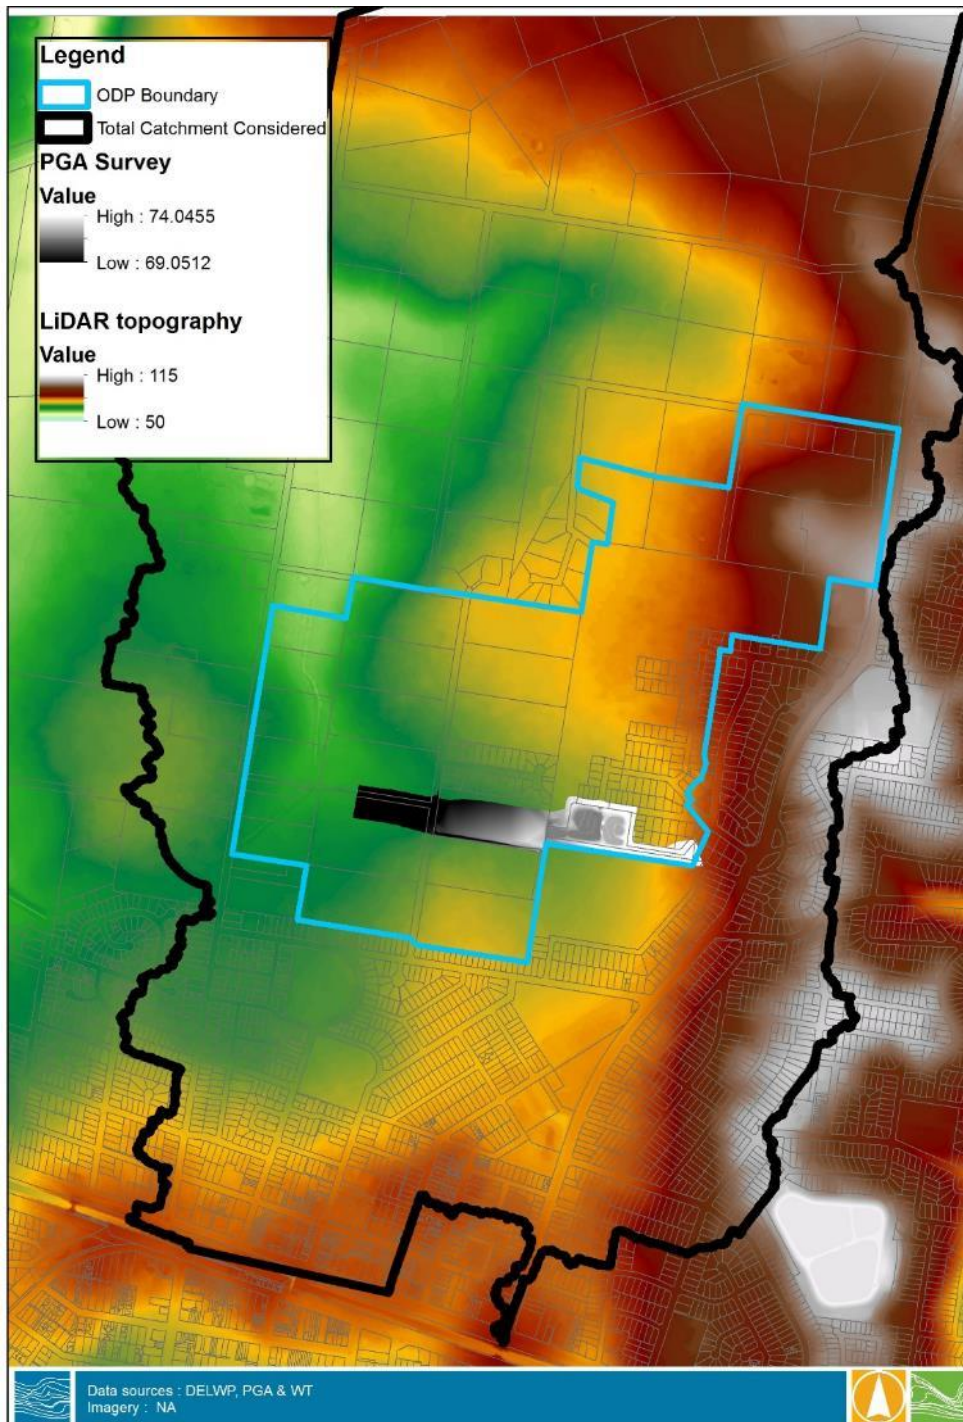 Legend
ODP Boundary
Total Catchment Considered
PGA Survey
Value
High : 74.0455
Low : 69.0512
LiDAR topography
Value
High : 115
Low : 50
Data sources : DELWP, PGA & WT
Imagery : NA